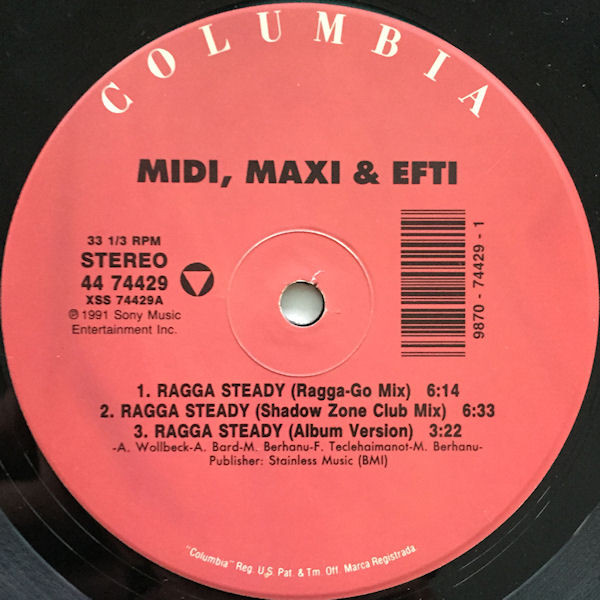 COLUMBIA
MIDI, MAXI & EFTI
33 1/3 RPM
STEREO
44 74429
XSS 74429A
℗ 1991 Sony Music
Entertainment Inc.
9870 - 74429 - 1
1. RAGGA STEADY (Ragga-Go Mix) 6:14
2. RAGGA STEADY (Shadow Zone Club Mix) 6:33
3. RAGGA STEADY (Album Version) 3:22
-A. Wollbeck-A. Bard-M. Berhanu-F. Teclehaimanot-M. Berhanu-
Publisher: Stainless Music (BMI)
"Columbia" Reg. U.S. Pat. & Tm. Off. Marca Registrada.